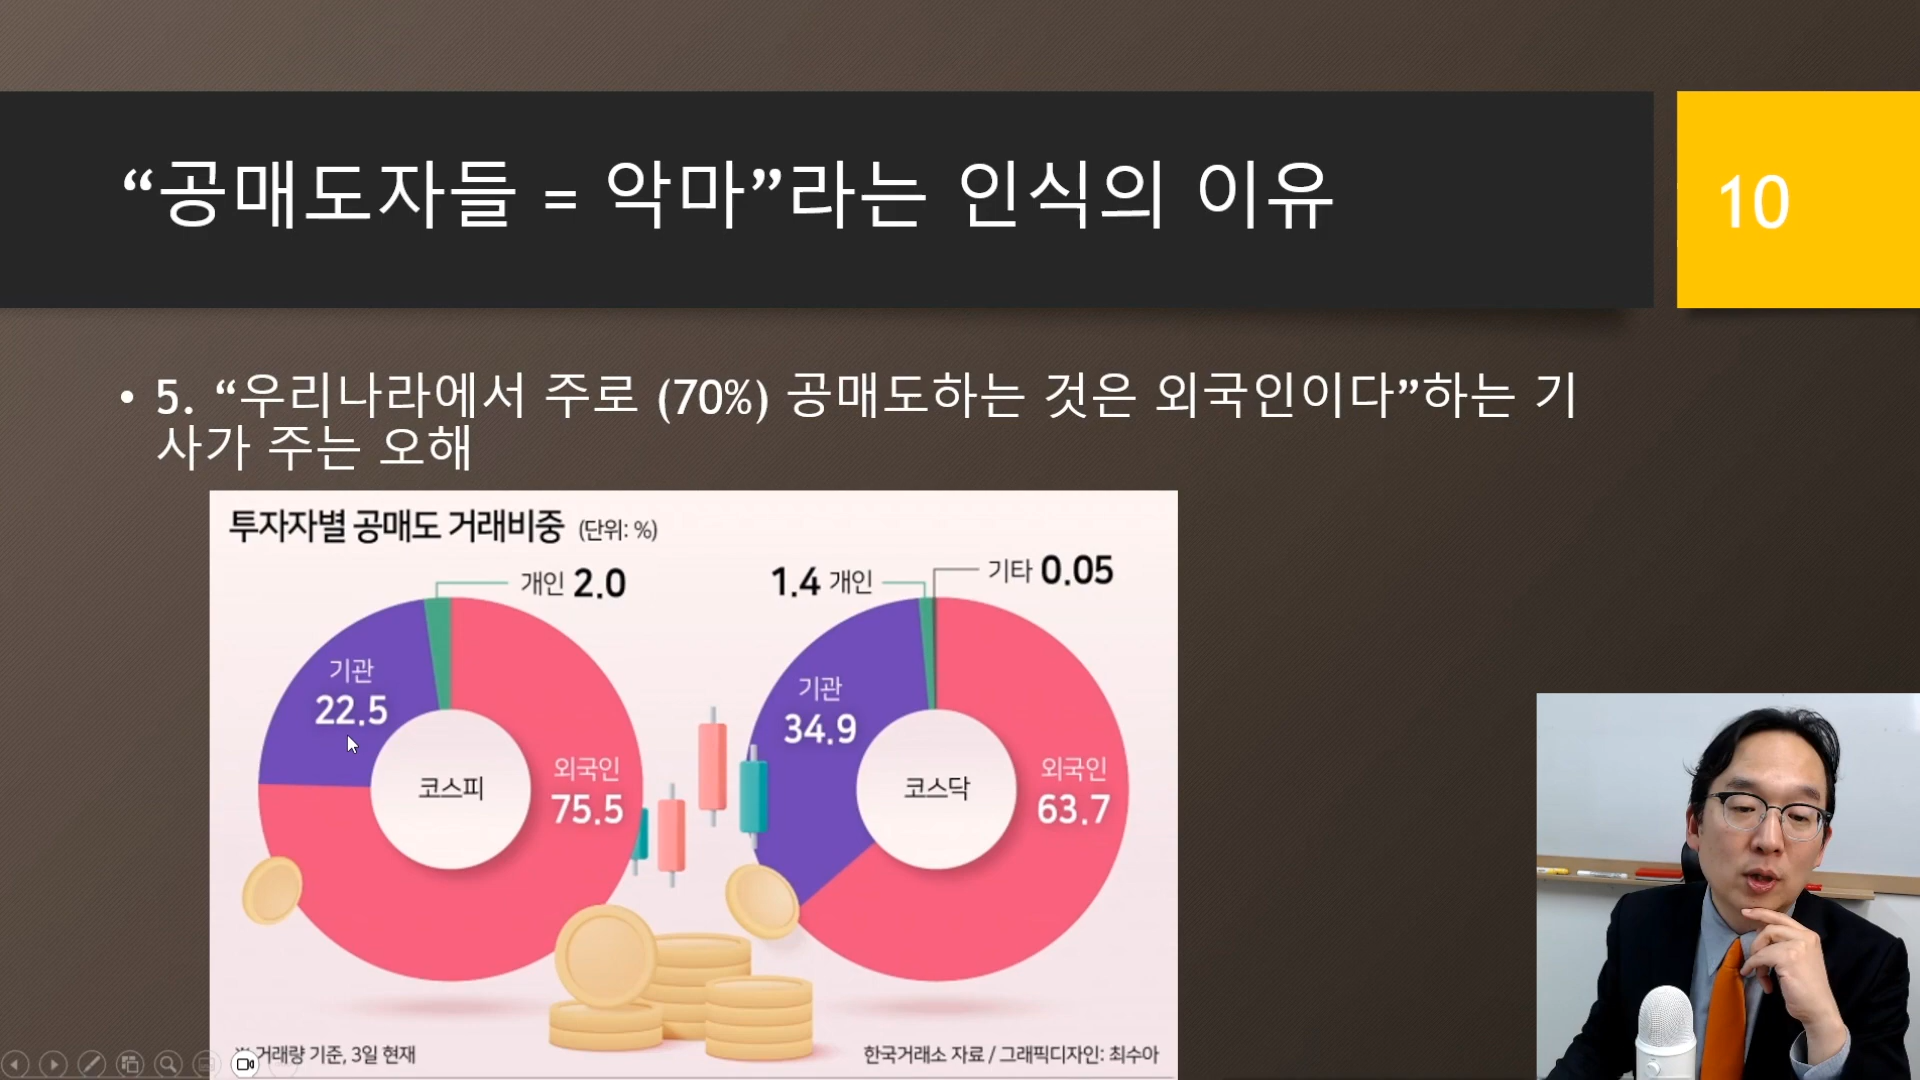 “공매도자들 = 악마”라는 인식의 이유
10
• 5. “우리나라에서 주로 (70%) 공매도하는 것은 외국인이다”하는 기
사가 주는 오해
투자자별 공매도 거래비중 (단위: %)
개인 2.0
기관
22.5
외국인
75.5
코스피
1.4 개인
기타 0.05
기관
34.9
외국인
63.7
코스닥
※ 거래량 기준, 3일 현재
한국거래소 자료 / 그래픽디자인: 최수아